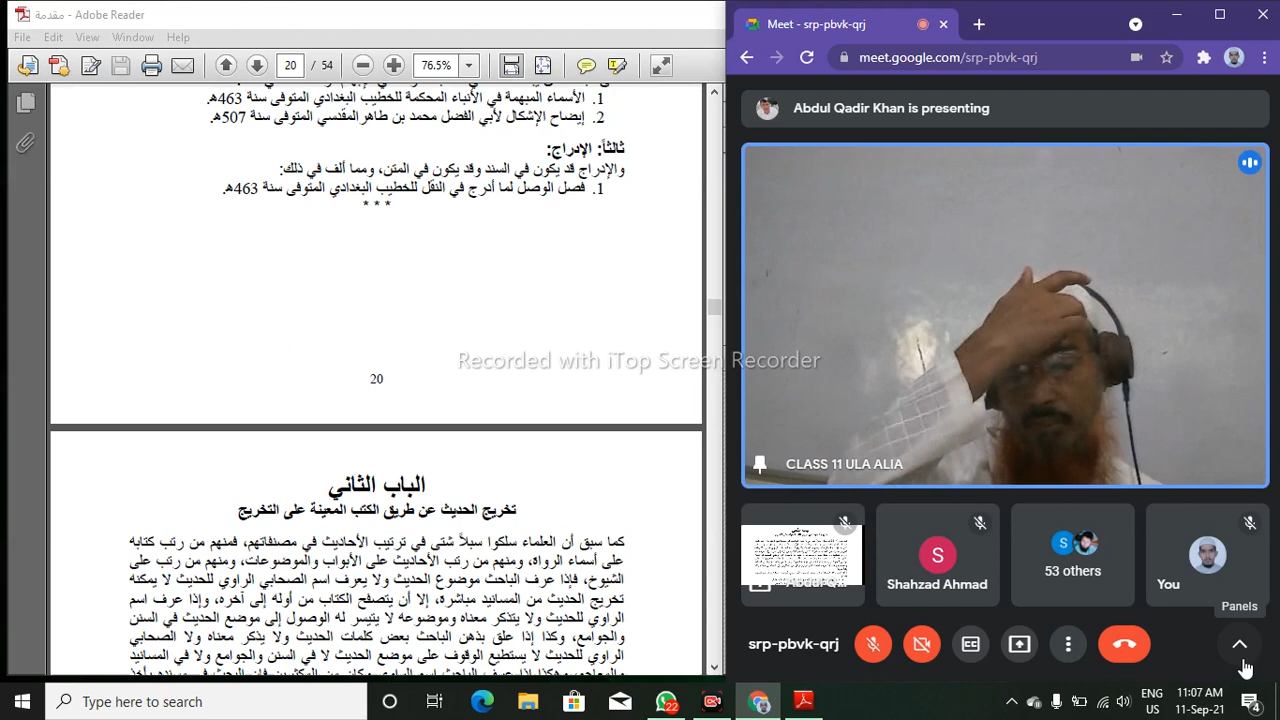 مقدمة - Adobe Reader
File Edit View Window Help
20 / 54 76.5%
1. الأسماء المبهمة في الأنباء المحكمة للخطيب البغدادي المتوفى سنة 463هـ.
2. إيضاح الإشكال لأبي الفضل محمد بن طاهر المقدسي المتوفى سنة 507هـ.
ثالثاً: الإدراج:
والإدراج قد يكون في السند وقد يكون في المتن، ومما ألف في ذلك:
1. فصل الوصل لما أدرج في النقل للخطيب البغدادي المتوفى سنة 463هـ.
* * *
20
الباب الثاني
تخريج الحديث عن طريق الكتب المعينة على التخريج
كما سبق أن العلماء سلكوا سبلاً شتى في ترتيب الأحاديث في مصنفاتهم، فمنهم من رتب كتابه
على أسماء الرواه، ومنهم من رتب الأحاديث على الأبواب والموضوعات، ومنهم من رتب على
الشيوخ، فإذا عرف الباحث موضوع الحديث ولا يعرف اسم الصحابي الراوي للحديث لا يمكنه
تخريج الحديث من المسانيد مباشرة، إلا أن يتصفح الكتاب من أوله إلى آخره، وإذا عرف اسم
الراوي للحديث ولا يتذكر معناه وموضوعه لا يتيسر له الوصول إلى موضع الحديث في السنن
والجوامع، وكذا إذا علق بذهن الباحث بعض كلمات الحديث ولا يذكر معناه ولا الصحابي
الراوي للحديث لا يستطيع الوقوف على موضع الحديث لا في السنن والجوامع ولا في المسانيد
Meet - srp-pbvk-qrj
meet.google.com/srp-pbvk-qrj
Abdul Qadir Khan is presenting
Recorded with iTop Screen Recorder
CLASS 11 ULA ALIA
S
Shahzad Ahmad
S
53 others
You
Panels
srp-pbvk-qrj
CC
Type here to search
22
ENG
US
11:07 AM
11-Sep-21
4